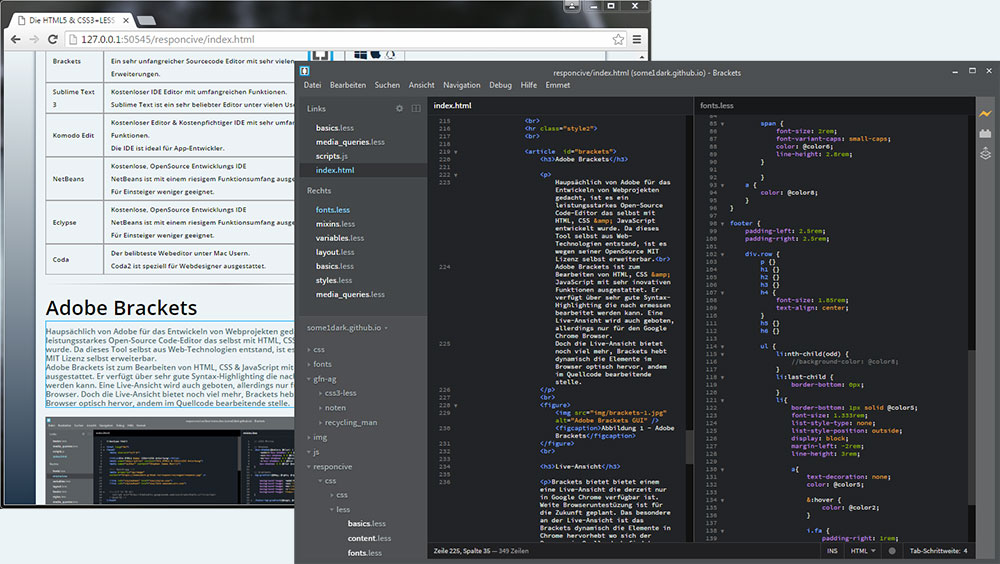 Die HTML5 & CSS3+LESS
127.0.0.1:50545/responcive/index.html
Brackets
Ein sehr umfangreicher Sourcecode Editor mit sehr vielen
Erweiterungen.
Sublime Text
3
Kostenloser IDE Editor mit umfangreichen Funktionen.
Sublime Text ist ein sehr beliebter Editor unter vielen
Komodo Edit
Kostenloser Editor & Kostenpfichtiger IDE mit sehr
Funktionen.
Die IDE ist ideal für App-Entwickler.
NetBeans
Kostenlose, OpenSource Entwicklungs IDE
NetBeans ist mit einem riesigem Funktionsumfang
Für Einsteiger weniger geeignet.
Eclypse
Kostenlose, OpenSource Entwicklungs IDE
NetBeans ist mit einem riesigem Funktionsumfang
Für Einsteiger weniger geeignet.
Coda
Der belibteste Webeditor unter Mac Usern.
Coda2 ist speziell für Webdesigner ausgestattet.
Adobe Brackets
Haupsächlich von Adobe für das Entwickeln von Webprojekten
leistungsstarkes Open-Source Code-Editor das selbst mit HTML,
wurde. Da dieses Tool selbst aus Web-Technologien entstand, ist
MIT Lizenz selbst erweiterbar.
Adobe Brackets ist zum Bearbeiten von HTML, CSS & JavaScript mit
ausgestattet. Er verfügt über sehr gute Syntax-Highlighting die nach
werden kann. Eine Live-Ansicht wird auch geboten, allerdings nur
Browser. Doch die Live-Ansicht bietet noch viel mehr, Brackets
Browser optisch hervor, andem im Quellcode bearbeitende stelle.
responcive/index.html (some1dark.github.io) - Brackets
Datei Bearbeiten Suchen Ansicht Navigation Debug Hilfe Emmet
Links
basics.less
media_queries.less
scripts.js
index.html
Rechts
fonts.less
mixins.less
variables.less
layout.less
basics.less
styles.less
media_queries.less
some1dark.github.io
css
fonts
gfn-ag
css3-less
noten
recycling_man
img
js
responsive
css
css
less
basics.less
content.less
fonts.less
index.html
215 <br>
216 <hr class="style2">
217 <br>
218
219 <article id="brackets">
220 <h3>Adobe Brackets</h3>
221
222 <p>
223 Haupsächlich von Adobe für das
Entwickeln von Webprojekten
gedacht, ist es ein
leistungsstarkes Open-Source
Code-Editor das selbst mit
HTML, CSS &amp; JavaScript
entwickelt wurde. Da dieses
Tool selbst aus Web-
Technologien entstand, ist es
wegen seiner OpenSource MIT
Lizenz selbst erweiterbar.<br>
224 Adobe Brackets ist zum
Bearbeiten von HTML, CSS &amp;
JavaScript mit sehr inovativen
Funktionen ausgestattet. Er
verfügt über sehr gute Syntax-
Highlighting die nach ermessen
bearbeitet werden kann. Eine
Live-Ansicht wird auch geboten,
allerdings nur für den Google
Chrome Browser.
225 Doch die Live-Ansicht bietet
noch viel mehr, Brackets hebt
dynamisch die Elemente im
Browser optisch hervor, andem
im Quellcode bearbeitende
stelle.
226 </p>
227 <br>
228 <figure>
229 <img src="img/brackets-1.jpg"
alt="Adobe Brackets GUI" />
230 <figcaption>Abbildung 1 - Adobe
Brackets</figcaption>
231 </figure>
232 <br>
233
234 <h3>Live-Ansicht</h3>
235
236 <p>Brackets bietet bietet einem
eine Live-Ansicht die derzeit nur
in Google Chrome verfügbar ist.
Weite Browseruntestüzung ist für
die Zukunft geplant. Das besondere
an der Live-Ansicht ist das
Brackets dynamisch die Elemente in
Chrome hervorhebt wo sich der
fonts.less
84
85 span {
86 font-size: 2rem;
87 font-variant-caps: small-caps;
88 color: @color6;
89 line-height: 2.8rem;
90
91 }
92 }
93 a {
94 color: @color8;
95 }
96 }
97
98 footer {
99 padding-left: 2.5rem;
100 padding-right: 2.5rem;
101
102 div.row {
103 p {}
104 h1 {}
105 h2 {}
106 h3 {}
107 h4 {
108 font-size: 1.85rem;
109 text-align: center;
110 }
111 h5 {}
112 h6 {}
113
114 ul {
115 li:nth-child(odd) {
116 //background-color: @color8;
117 }
118 li:last-child {
119 border-bottom: 0px;
120 }
121 li{
122 border-bottom: 1px solid @color5;
123 font-size: 1.333rem;
124 list-style-type: none;
125 list-style-position: outside;
126 display: block;
127 margin-left: -2rem;
128 line-height: 3rem;
129
130 a{
131 text-decoration: none;
132 color: @color5;
133
134 &:hover {
135 color: @color2;
136 }
137
138 i.fa {
139 padding-right: 1rem;
Zeile 225, Spalte 35 — 349 Zeilen
INS HTML Tab-Schrittweite: 4